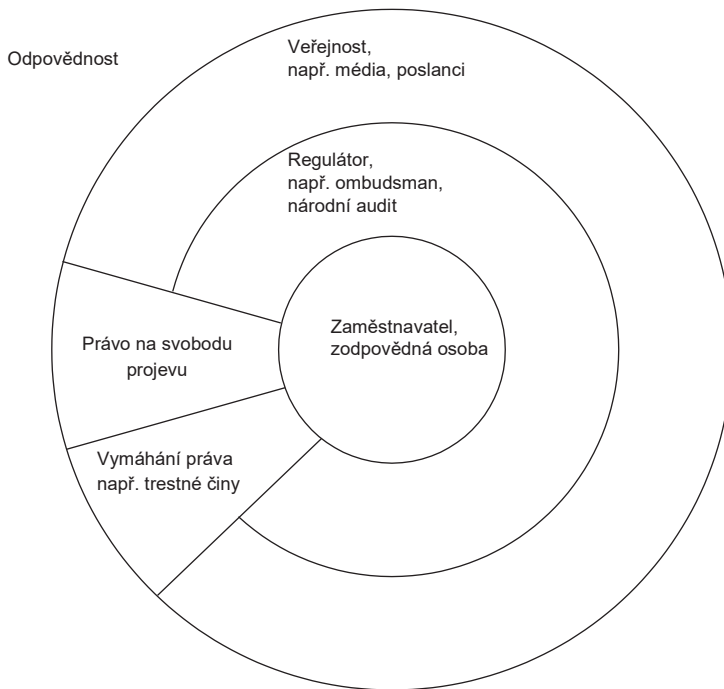 Odpovědnost
Veřejnost,
např. média, poslanci
Regulátor,
např. ombudsman,
národní audit
Zaměstnavatel,
zodpovědná osoba
Právo na svobodu
projevu
Vymáhání práva
např. trestné činy